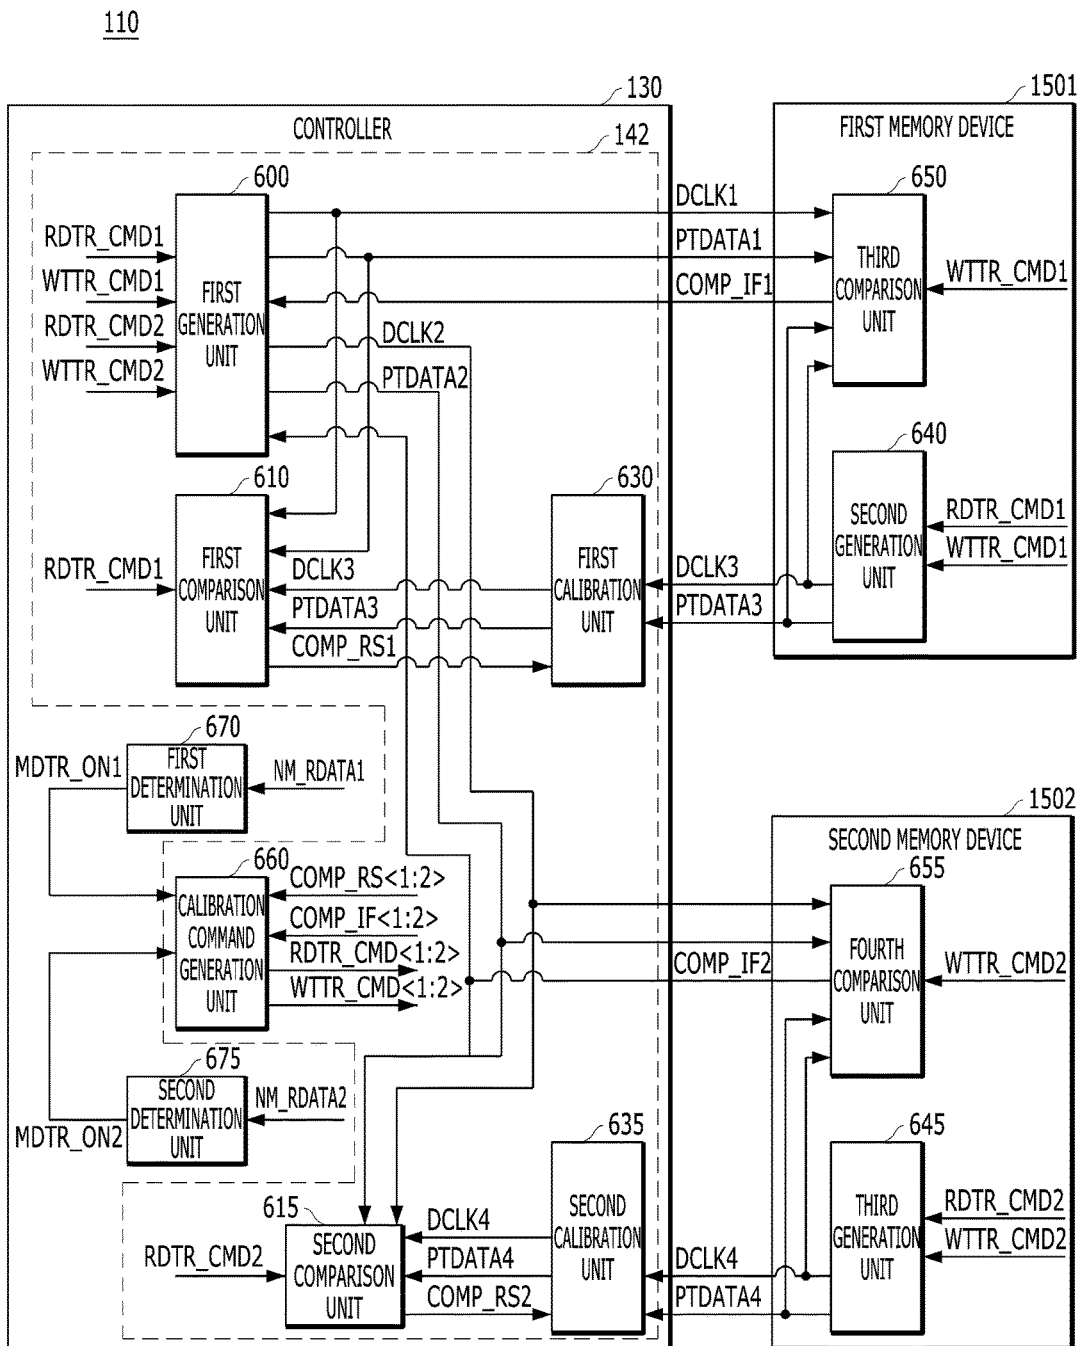 110
130
CONTROLLER
142
1501
FIRST MEMORY DEVICE
600
FIRST
GENERATION
UNIT
RDTR_CMD1
WTTR_CMD1
RDTR_CMD2
WTTR_CMD2
DCLK1
PTDATA1
COMP_IF1
DCLK2
PTDATA2
650
THIRD
COMPARISON
UNIT
WTTR_CMD1
610
FIRST
COMPARISON
UNIT
RDTR_CMD1
DCLK3
PTDATA3
COMP_RS1
630
FIRST
CALIBRATION
UNIT
DCLK3
PTDATA3
640
SECOND
GENERATION
UNIT
RDTR_CMD1
WTTR_CMD1
670
FIRST
DETERMINATION
UNIT
MDTR_ON1
NM_RDATA1
660
CALIBRATION
COMMAND
GENERATION
UNIT
COMP_RS<1:2>
COMP_IF<1:2>
RDTR_CMD<1:2>
WTTR_CMD<1:2>
1502
SECOND MEMORY DEVICE
655
FOURTH
COMPARISON
UNIT
COMP_IF2
WTTR_CMD2
675
SECOND
DETERMINATION
UNIT
MDTR_ON2
NM_RDATA2
615
SECOND
COMPARISON
UNIT
RDTR_CMD2
DCLK4
PTDATA4
COMP_RS2
635
SECOND
CALIBRATION
UNIT
DCLK4
PTDATA4
645
THIRD
GENERATION
UNIT
RDTR_CMD2
WTTR_CMD2